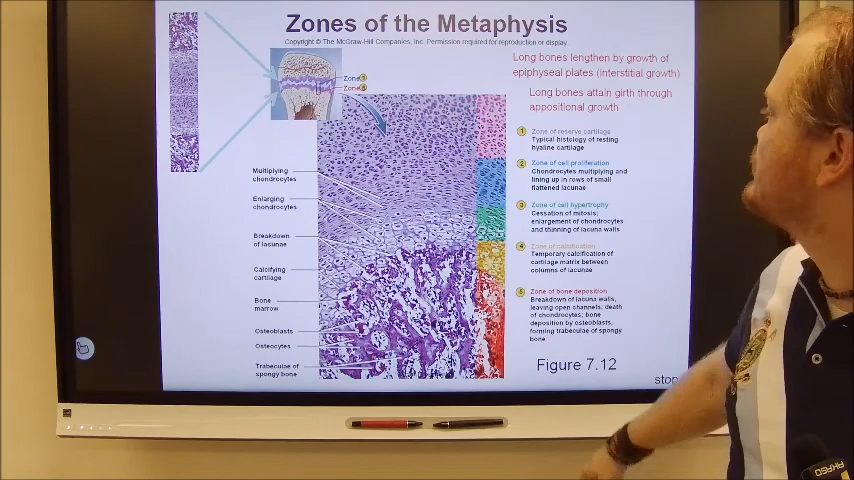 Zones of the Metaphysis
Copyright © The McGraw-Hill Companies, Inc. Permission required for reproduction or display.
Long bones lengthen by growth of
epiphyseal plates (interstitial growth)
Long bones attain girth through
appositional growth
Zone 1
Zone 5
1 Zone of reserve cartilage
Typical histology of resting
hyaline cartilage
2 Zone of cell proliferation
Chondrocytes multiplying and
lining up in rows of small
flattened lacunae
3 Zone of cell hypertrophy
Cessation of mitosis;
enlargement of chondrocytes
and thinning of lacuna walls
4 Zone of calcification
Temporary calcification of
cartilage matrix between
columns of lacunae
5 Zone of bone deposition
Breakdown of lacuna walls,
leaving open channels; death
of chondrocytes; bone
deposition by osteoblasts,
forming trabeculae of spongy
bone
Multiplying
chondrocytes
Enlarging
chondrocytes
Breakdown
of lacunae
Calcifying
cartilage
Bone
marrow
Osteoblasts
Osteocytes
Trabeculae of
spongy bone
Figure 7.12
stop
AKASO